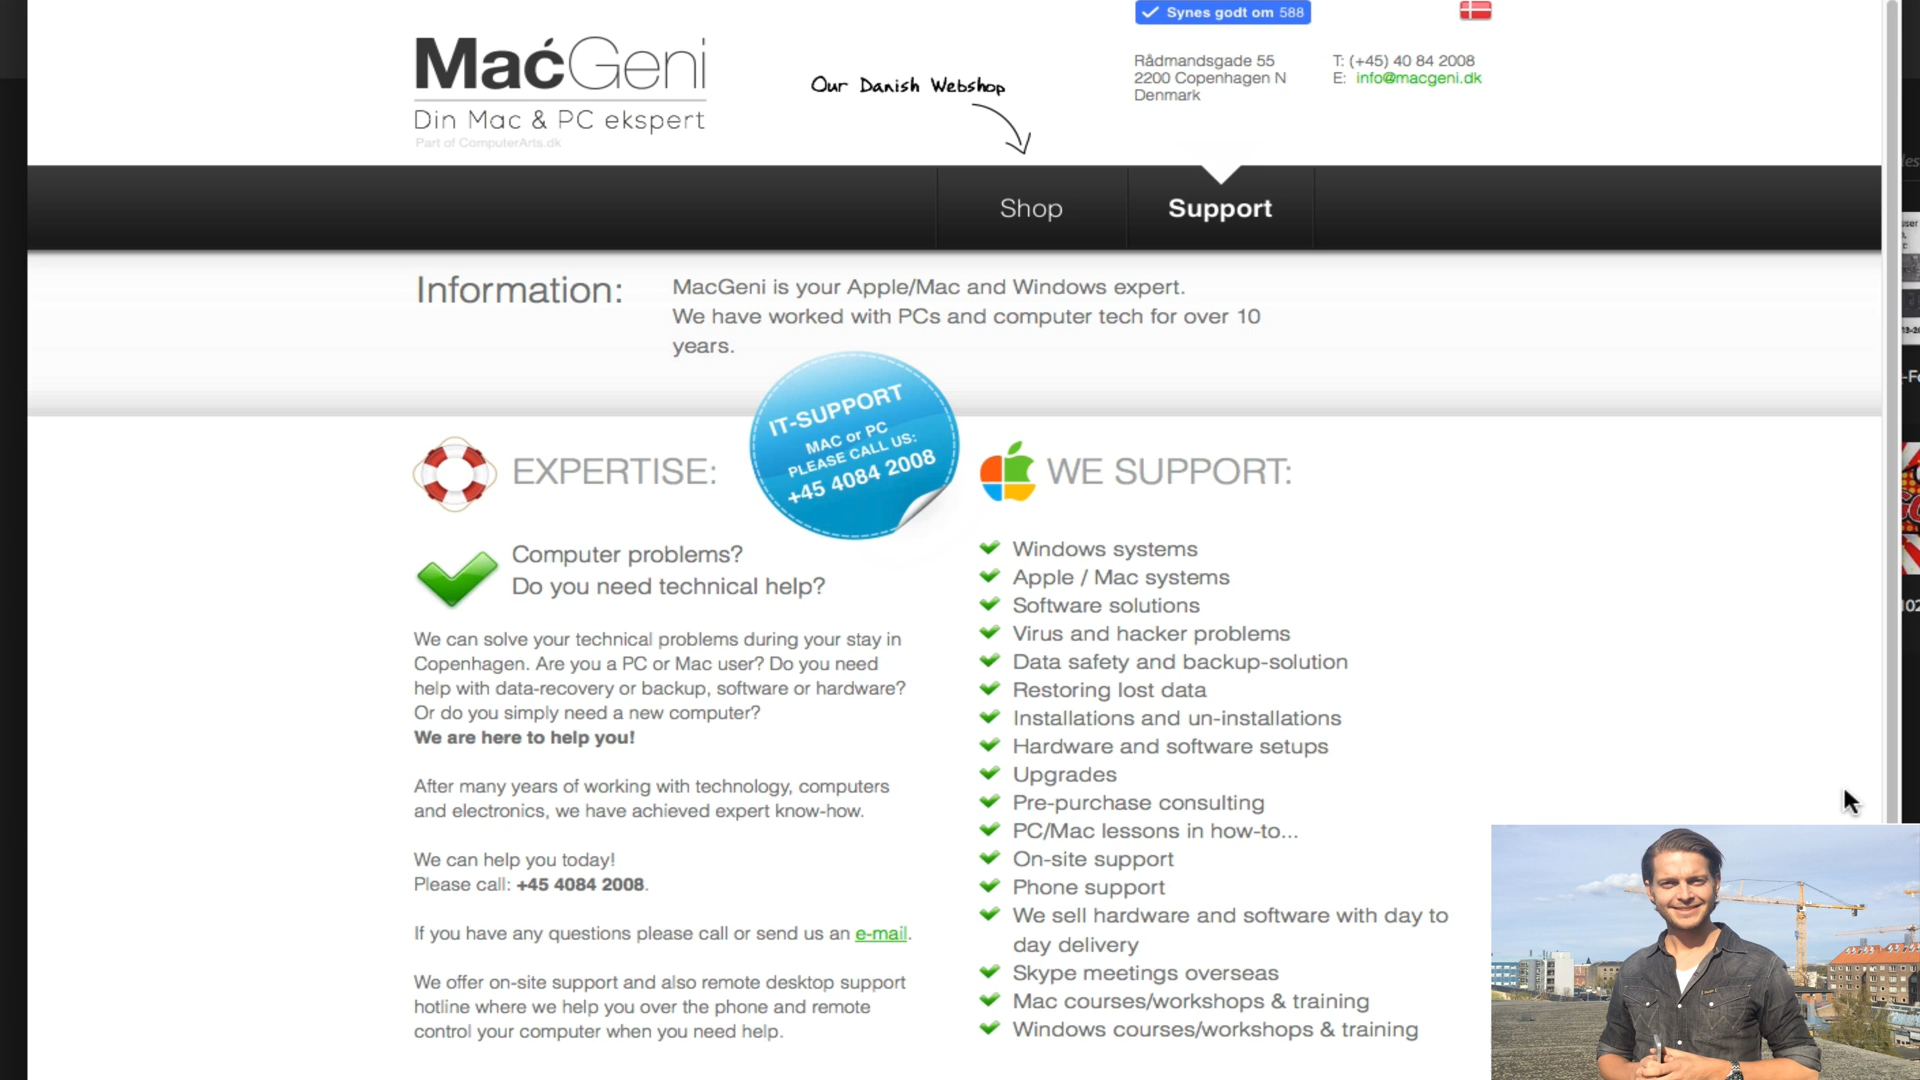 Synes godt om 588
MaćGeni
Din Mac & PC ekspert
Part of ComputerArts.dk
Our Danish Webshop
Rådmandsgade 55
2200 Copenhagen N
Denmark
T: (+45) 40 84 2008
E: info@macgeni.dk
Shop
Support
Information:
MacGeni is your Apple/Mac and Windows expert.
We have worked with PCs and computer tech for over 10
years.
IT-SUPPORT
MAC or PC
PLEASE CALL US:
+45 4084 2008
EXPERTISE:
Computer problems?
Do you need technical help?
We can solve your technical problems during your stay in
Copenhagen. Are you a PC or Mac user? Do you need
help with data-recovery or backup, software or hardware?
Or do you simply need a new computer?
We are here to help you!
After many years of working with technology, computers
and electronics, we have achieved expert know-how.
We can help you today!
Please call: +45 4084 2008.
If you have any questions please call or send us an e-mail.
We offer on-site support and also remote desktop support
hotline where we help you over the phone and remote
control your computer when you need help.
WE SUPPORT:
Windows systems
Apple / Mac systems
Software solutions
Virus and hacker problems
Data safety and backup-solution
Restoring lost data
Installations and un-installations
Hardware and software setups
Upgrades
Pre-purchase consulting
PC/Mac lessons in how-to...
On-site support
Phone support
We sell hardware and software with day to
day delivery
Skype meetings overseas
Mac courses/workshops & training
Windows courses/workshops & training